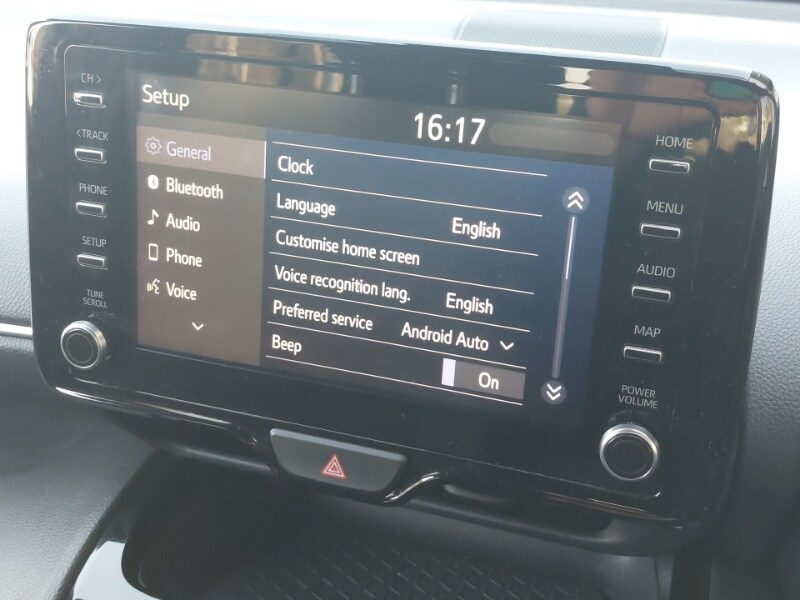 CH >
<TRACK
PHONE
SETUP
TUNE
SCROLL
Setup
16:17
General
Bluetooth
Audio
Phone
Voice
Clock
Language English
Customise home screen
Voice recognition lang. English
Preferred service Android Auto
Beep On
HOME
MENU
AUDIO
MAP
POWER
VOLUME